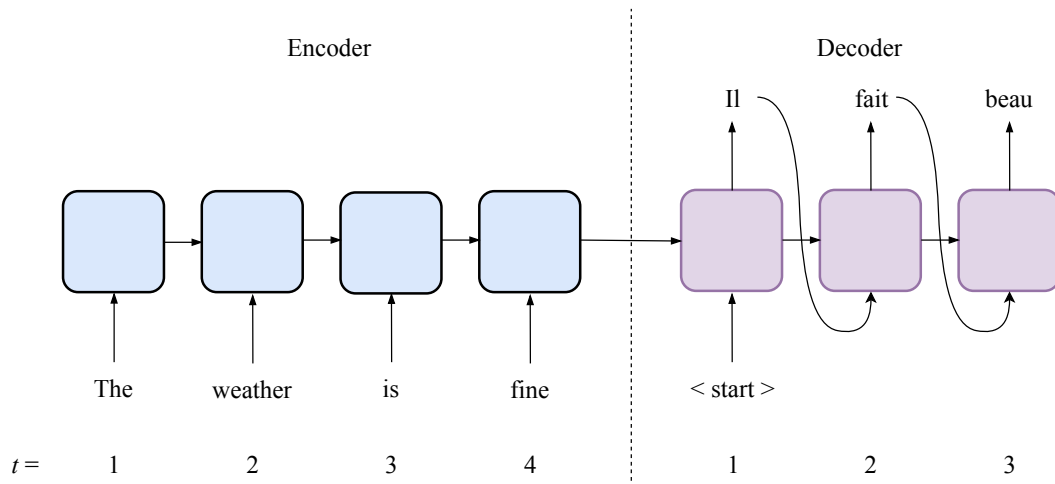 Encoder
Decoder
Il fait beau
The weather is fine < start >
t = 1 2 3 4 1 2 3